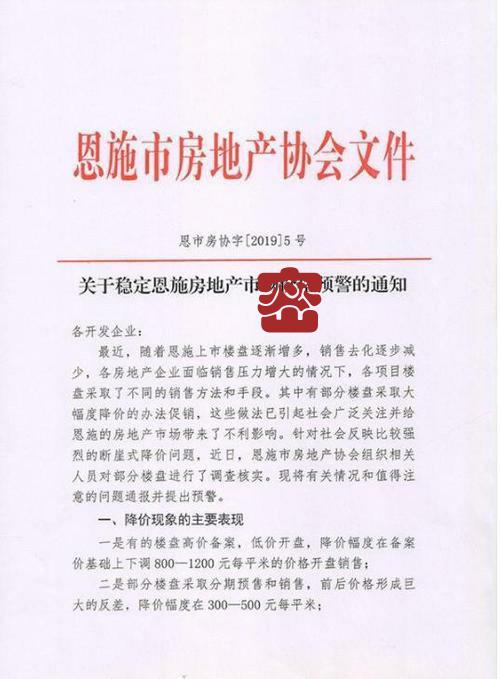 恩施市房地产协会文件
恩市房协字[2019]5号
关于稳定恩施房地产市 预警的通知
各开发企业:
最近，随着恩施上市楼盘逐渐增多，销售去化逐步减
少，各房地产企业面临销售压力增大的情况下，各项目楼
盘采取了不同的销售方法和手段。其中有部分楼盘采取大
幅度降价的办法促销，这些做法已引起社会广泛关注并给
恩施的房地产市场带来了不利影响。针对社会反映比较强
烈的断崖式降价问题，近日，恩施市房地产协会组织相关
人员对部分楼盘进行了调查核实。现将有关情况和值得注
意的问题通报并提出预警。
一、降价现象的主要表现
一是有的楼盘高价备案，低价开盘，降价幅度在备案
价基础上下调800—1200元每平米的价格开盘销售;
二是部分楼盘采取分期预售和销售，前后价格形成巨
大的反差，降价幅度在300—500元每平米;